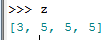 >>> z
[3, 5, 5, 5]